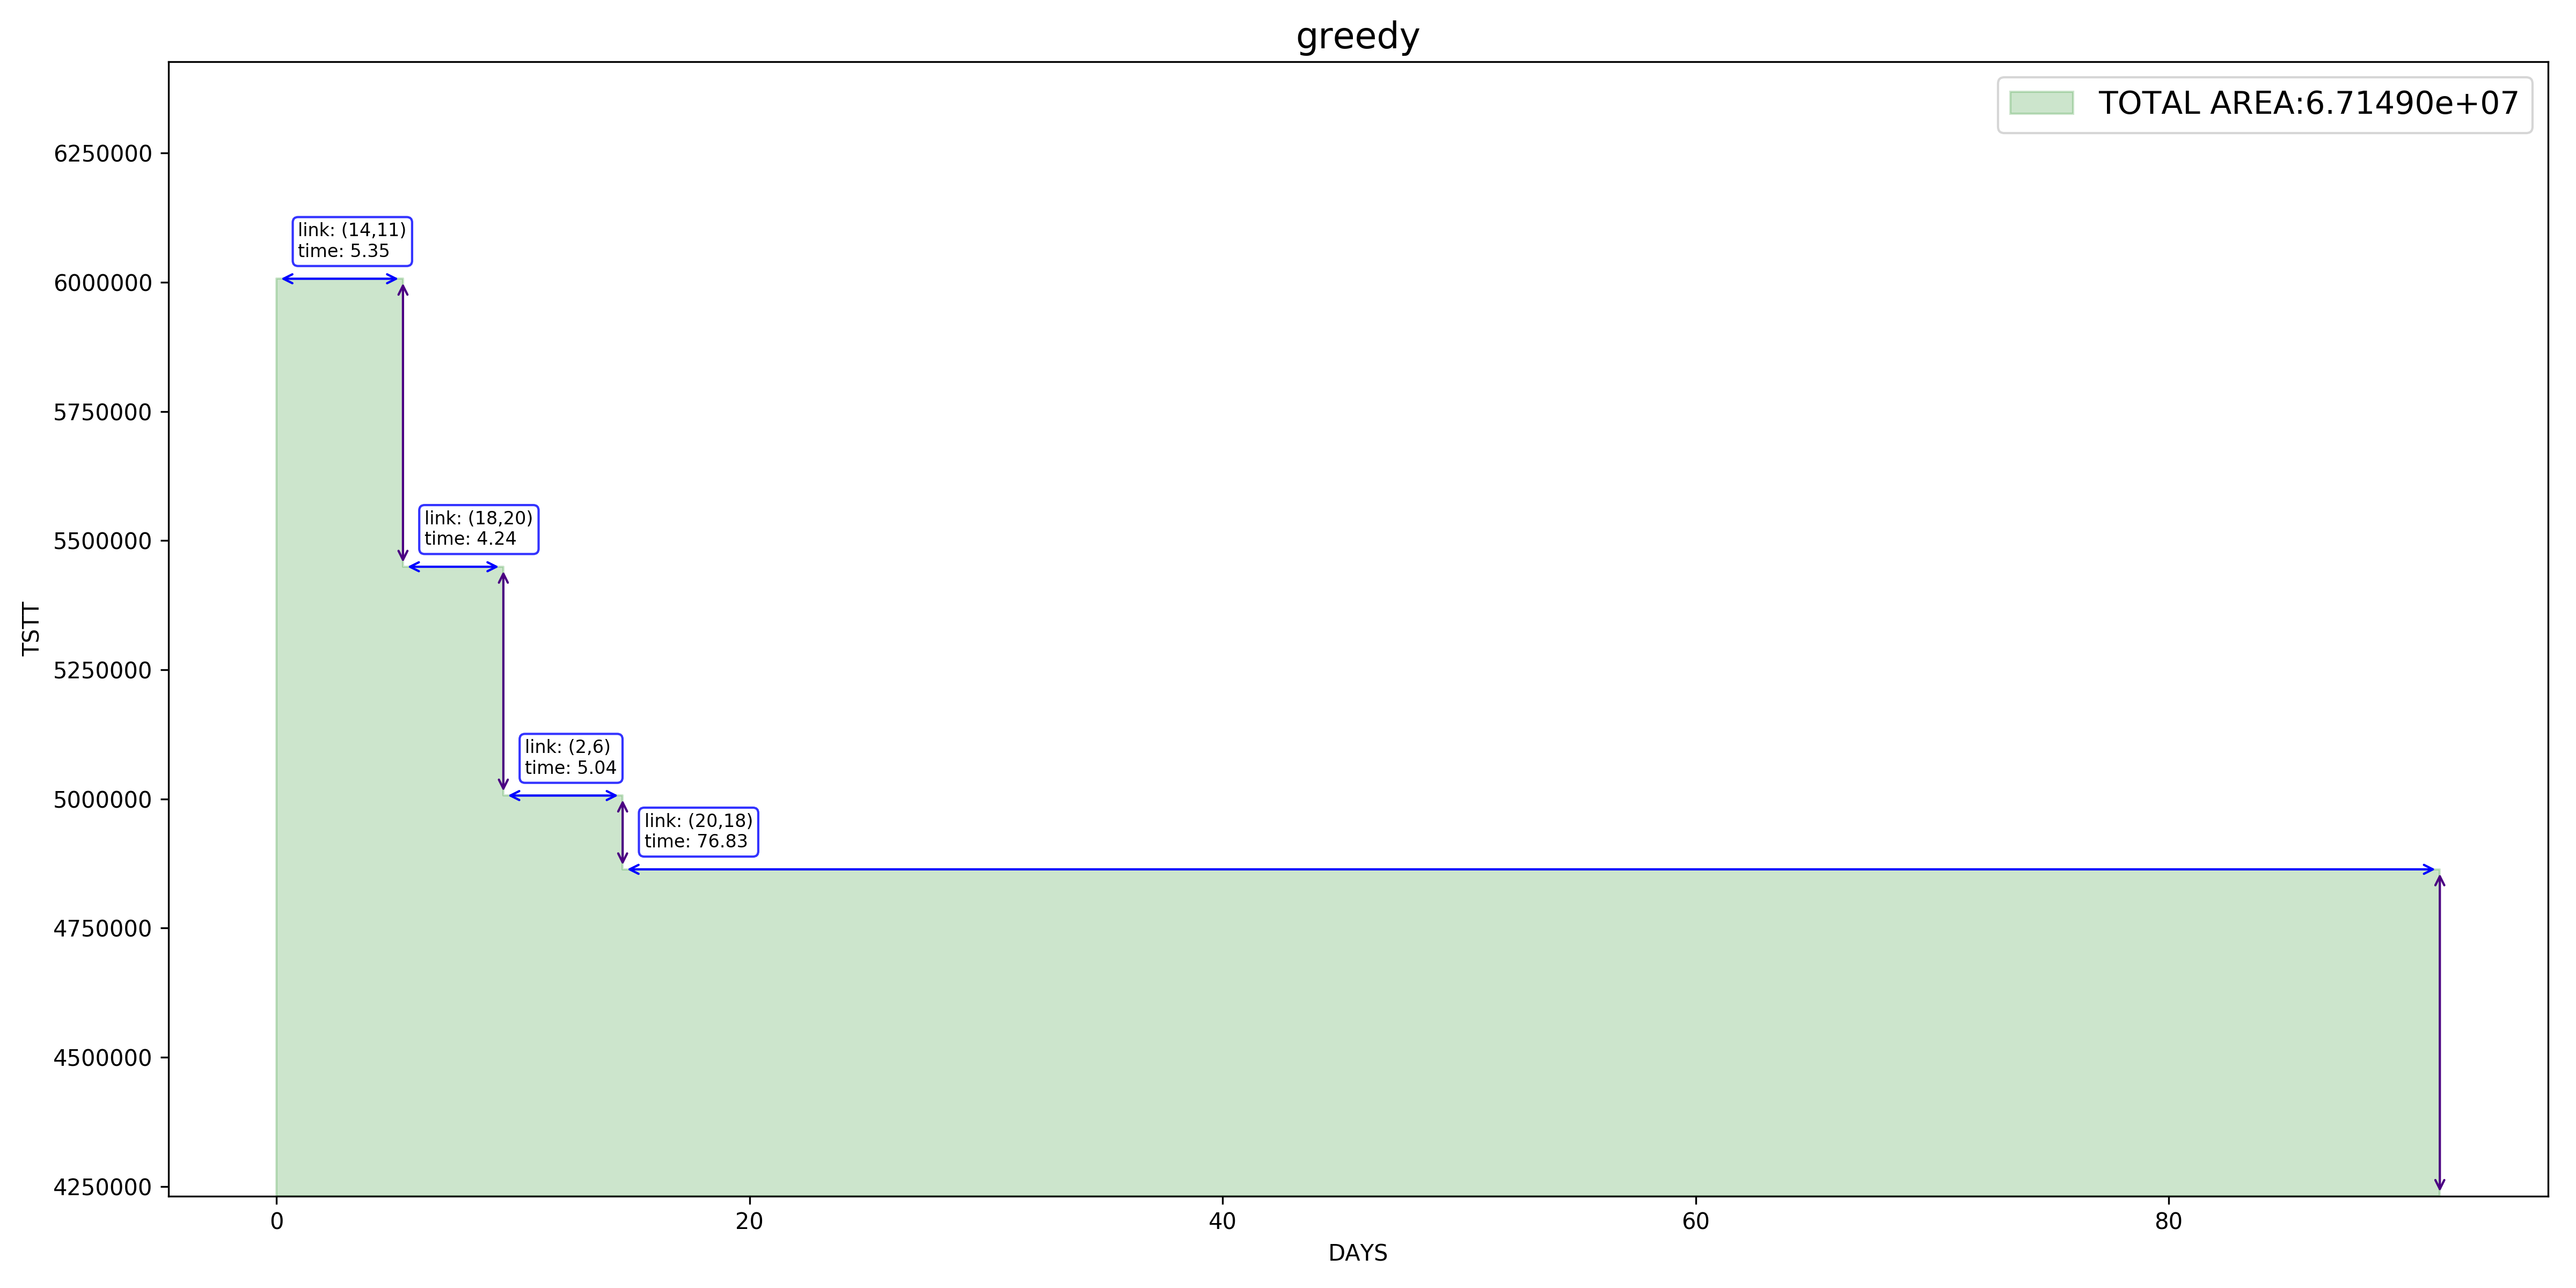 greedy
TOTAL AREA:6.71490e+07
6250000
6000000
5750000
5500000
5250000
5000000
4750000
4500000
4250000
TSTT
link: (14,11)
time: 5.35
link: (18,20)
time: 4.24
link: (2,6)
time: 5.04
link: (20,18)
time: 76.83
0 20 40 60 80
DAYS